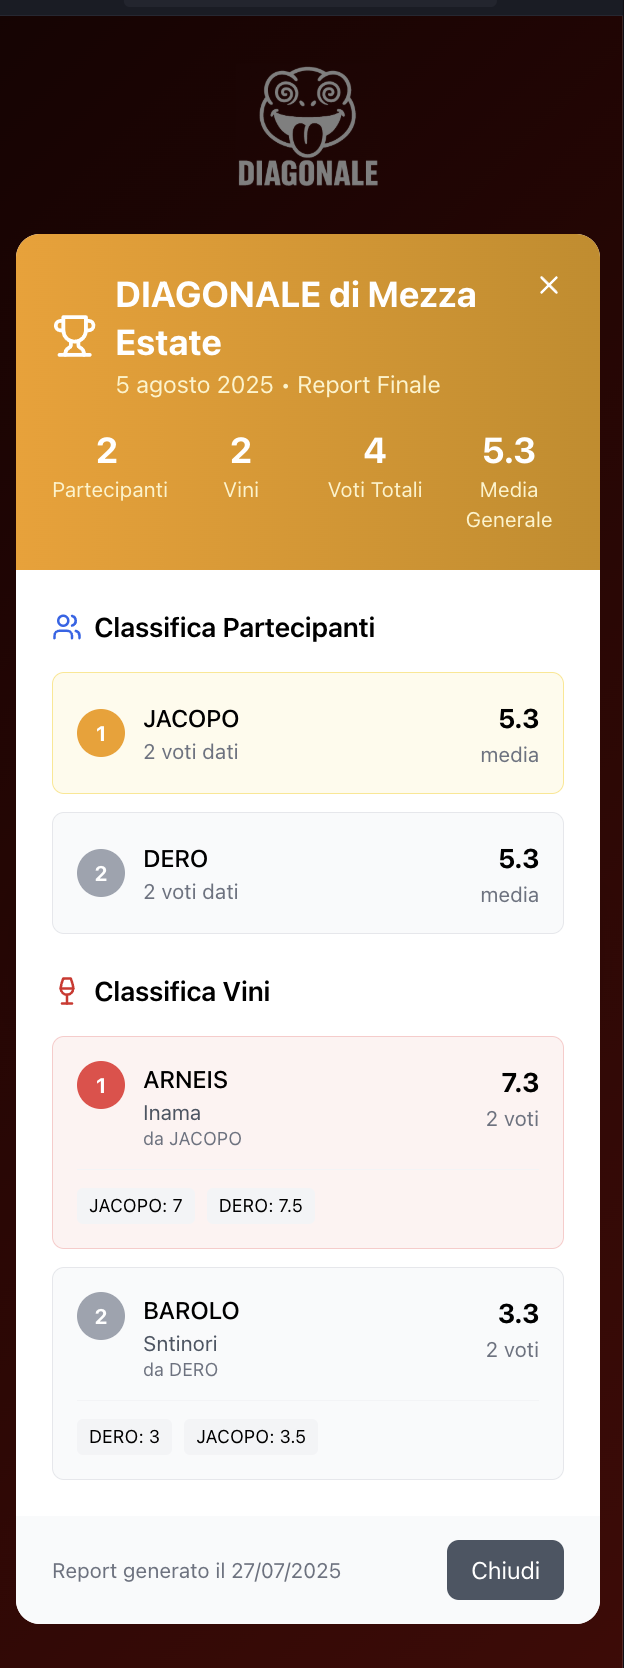 DIAGONALE
DIAGONALE di Mezza
Estate
5 agosto 2025 • Report Finale
2 2 4 5.3
Partecipanti Vini Voti Totali Media
Generale
Classifica Partecipanti
1 JACOPO 5.3
2 voti dati media
2 DERO 5.3
2 voti dati media
Classifica Vini
1 ARNEIS 7.3
Inama 2 voti
da JACOPO
JACOPO: 7 DERO: 7.5
2 BAROLO 3.3
Sntinori 2 voti
da DERO
DERO: 3 JACOPO: 3.5
Report generato il 27/07/2025 Chiudi